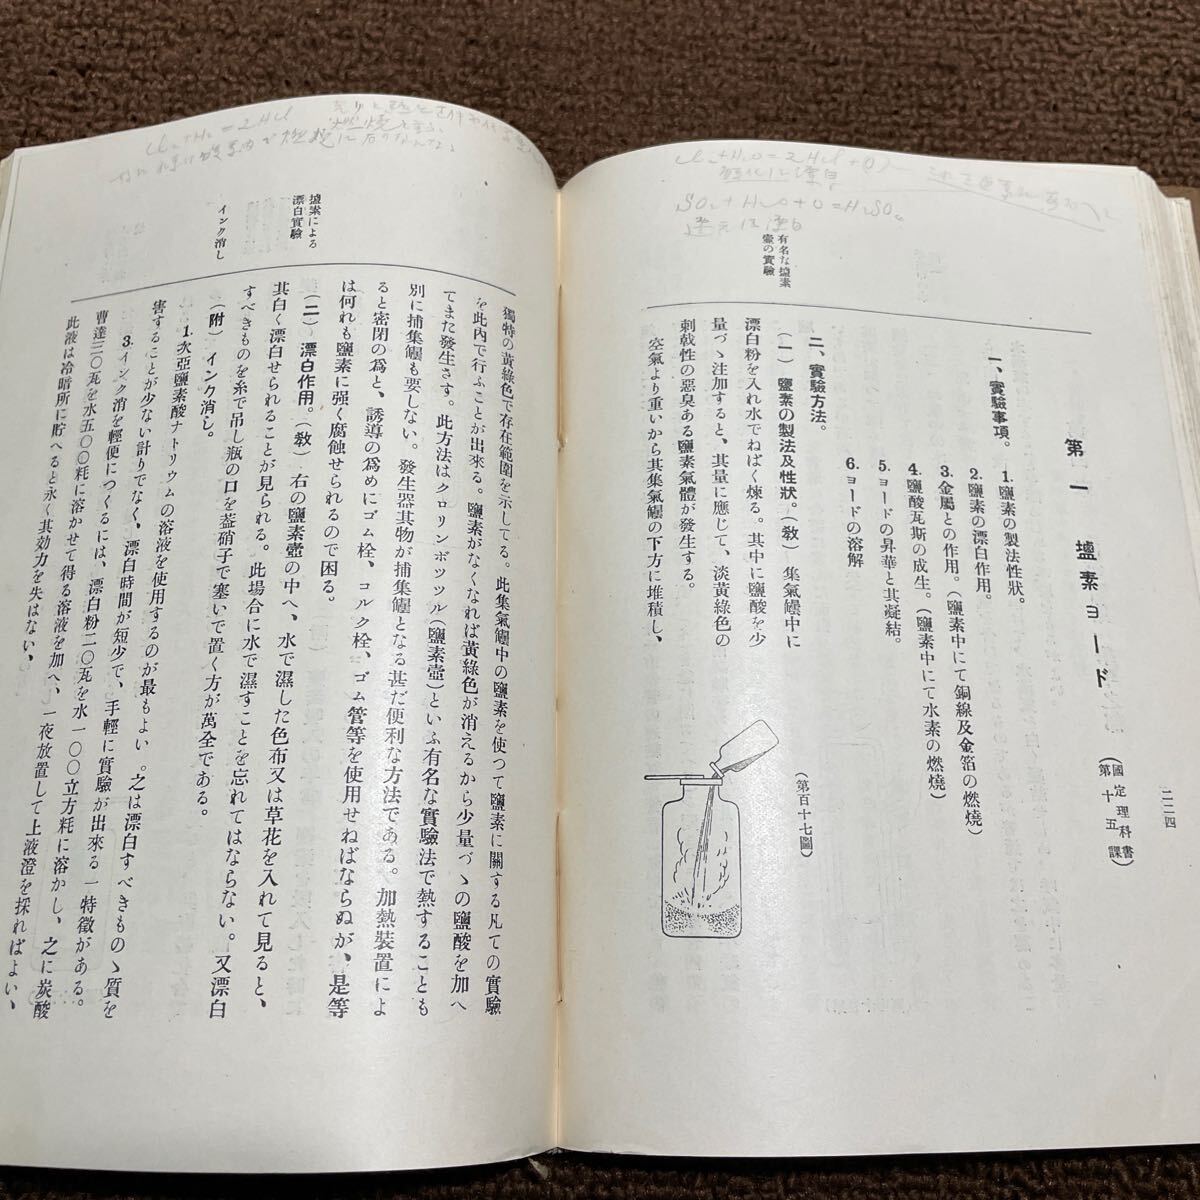 二二四
第一 塩素ヨード
(國定理科書
第十五課)
一、實驗事項。
1. 鹽素の製法性狀。
2. 鹽素の漂白作用。
3. 金屬との作用。(鹽素中にて銅線及金箔の燃燒)
4. 鹽酸瓦斯の成生。(鹽素中にて水素の燃燒)
5. ヨードの昇華と其凝結。
6. ヨードの溶解
二、實驗方法。
(一) 鹽素の製法及性狀。(敎) 集氣罎中に
漂白粉を入れ水でねばく煉る。其中に鹽酸を少
量づゝ注加すると、其量に應じて、淡黃綠色の
刺戟性の惡臭ある鹽素氣體が發生する。
空氣より重いから其集氣罎の下方に堆積し、
(第百十七圖)
有名な塩素
壺の實驗
Cl₂+H₂O=2HCl+O
SO₂+H₂O+O=H₂SO₄
獨特の黃綠色で存在範圍を示してる。此集氣罎中の鹽素を使つて鹽素に關する凡ての實驗
を此內で行ふことが出來る。鹽素がなくなれば黃綠色が消えるから少量づゝの鹽酸を加へ
てまた發生さす。此方法はクロリンボツツル(鹽素壺)といふ有名な實驗法で熱することも
別に捕集罎も要しない。發生器其物が捕集罎となる甚だ便利な方法である。加熱裝置によ
ると密閉の爲と、誘導の爲めにゴム栓、コルク栓、ゴム管等を使用せねばならぬが、是等
は何れも鹽素に强く腐蝕せられるので困る。
(二) 漂白作用。(敎) 右の鹽素壺の中へ、水で濕した色布又は草花を入れて見ると、
其白く漂白せられることが見られる。此場合に水で濕すことを忘れてはならない。又漂白
すべきものを糸で吊し瓶の口を葢硝子で塞いで置く方が萬全である。
(附) インク消し。
1. 次亞鹽素酸ナトリウムの溶液を使用するのが最もよい。之は漂白すべきものゝ質を
害することが少ない計りでなく、漂白時間が短少で、手輕に實驗が出來る一特徵がある。
3. インク消を輕便につくるには、漂白粉二〇瓦を水一〇〇立方糎に溶かし、之に炭酸
曹達三〇瓦を水五〇〇粍に溶かせて得る溶液を加へ、一夜放置して上液澄を採ればよい、
此液は冷暗所に貯へると永く其効力を失はない、
塩素による
漂白實驗
インク消し
Cl₂+H₂=2HCl